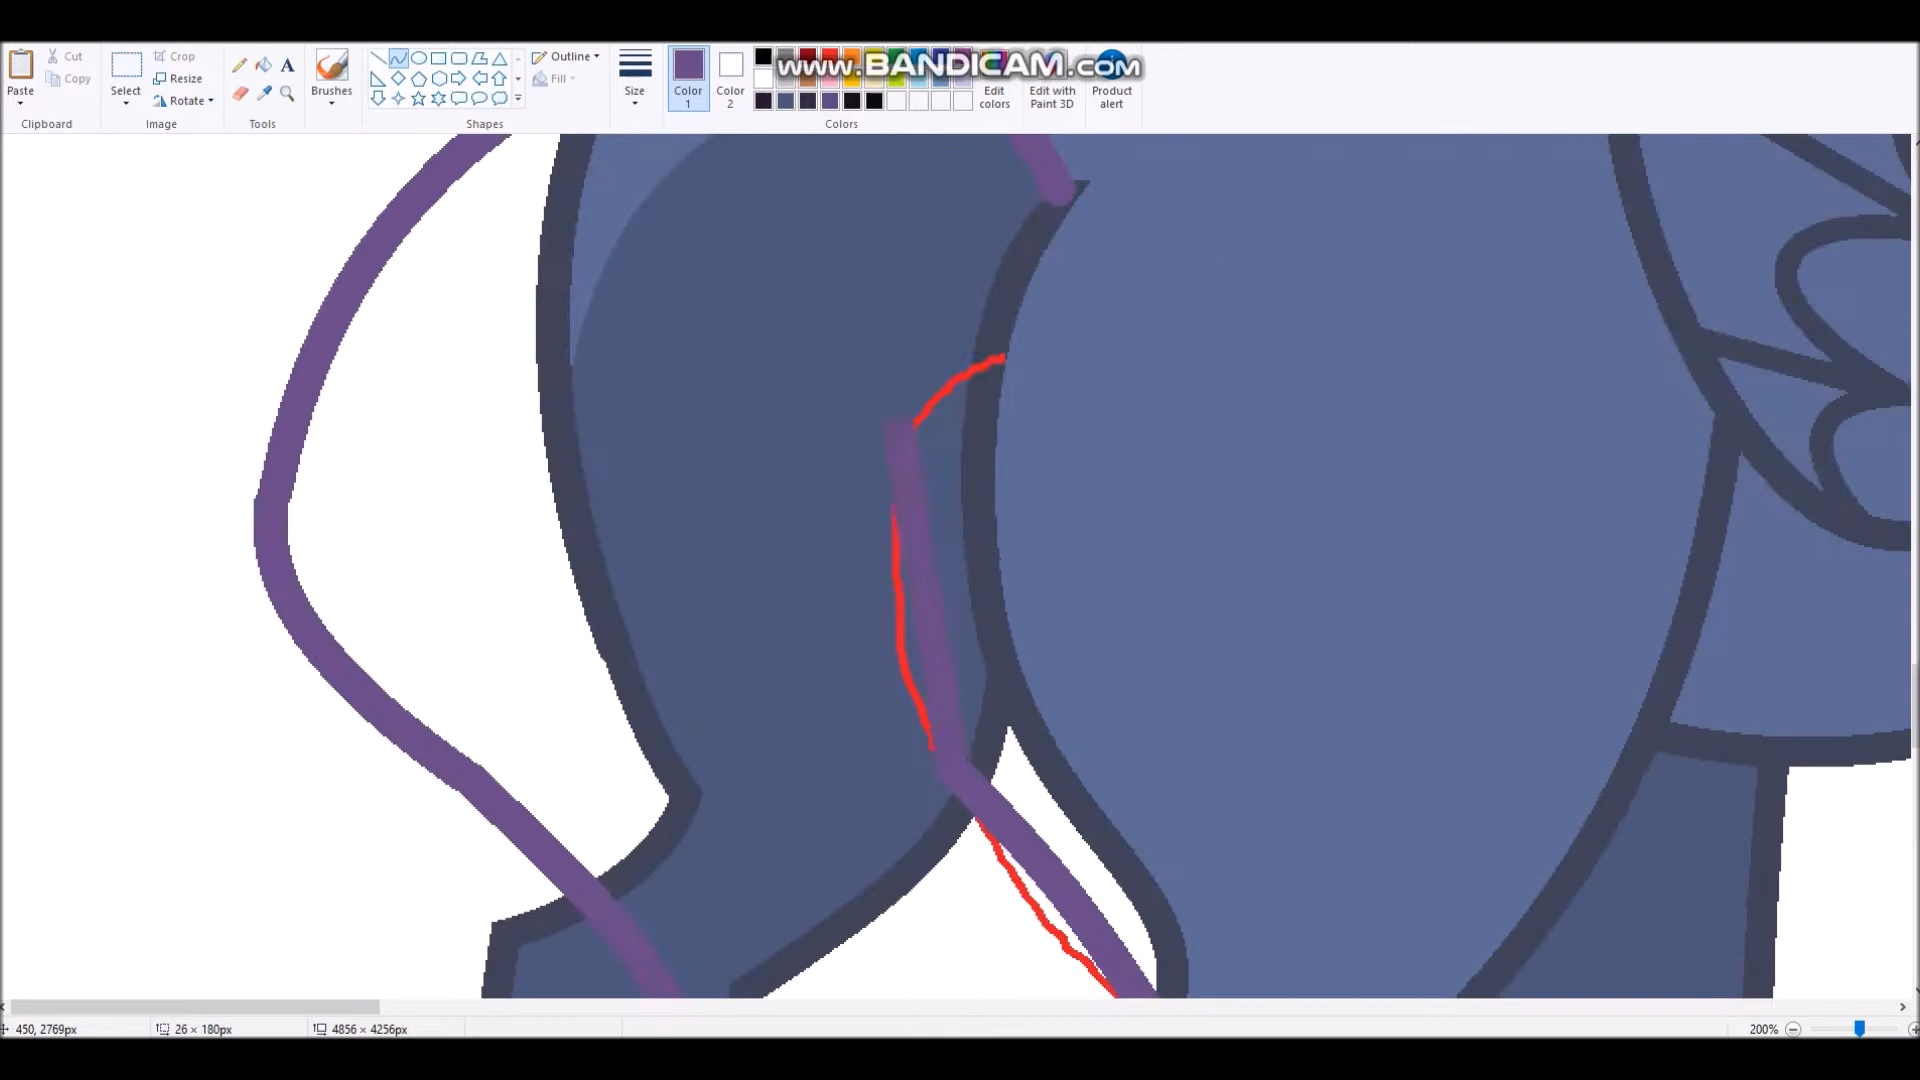 www.BANDICAM.com
Paste
Cut
Copy
Clipboard
Select
Crop
Resize
Rotate
Image
A
Tools
Brushes
Outline
Fill
Shapes
Size
Color 1
Color 2
Colors
Edit colors
Edit with Paint 3D
Product alert
450, 2769px
26 × 180px
4856 × 4256px
200%